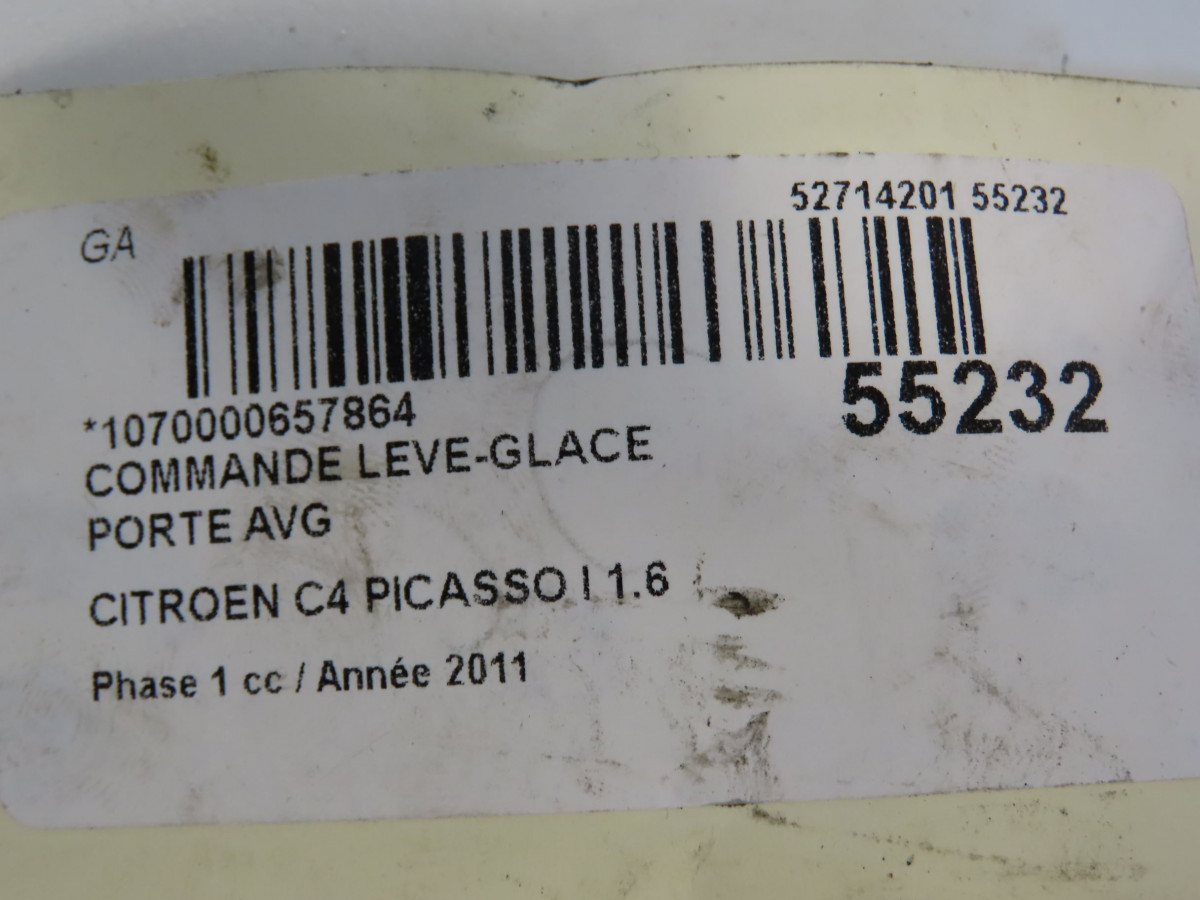 52714201 55232
GA
55232
*1070000657864
COMMANDE LEVE-GLACE
PORTE AVG
CITROEN C4 PICASSO I 1.6
Phase 1 cc / Année 2011